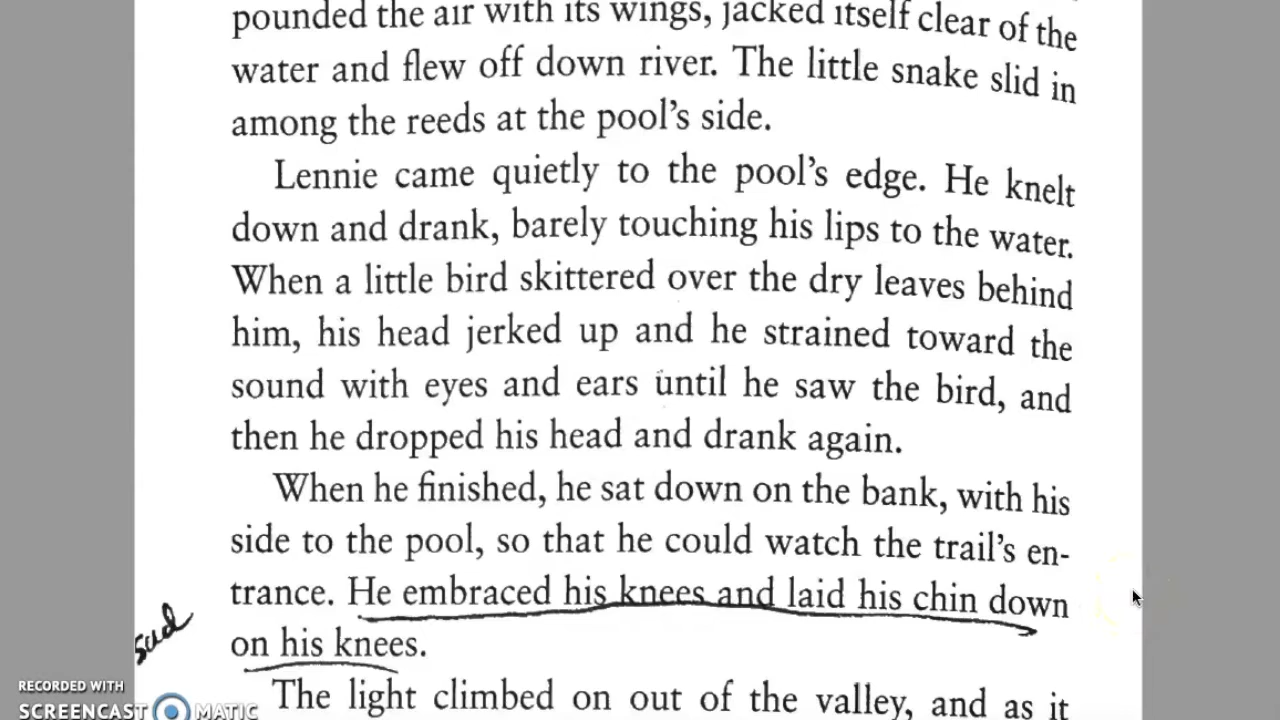 pounded the air with its wings, jacked itself clear of the
water and flew off down river. The little snake slid in
among the reeds at the pool's side.
Lennie came quietly to the pool's edge. He knelt
down and drank, barely touching his lips to the water.
When a little bird skittered over the dry leaves behind
him, his head jerked up and he strained toward the
sound with eyes and ears until he saw the bird, and
then he dropped his head and drank again.
When he finished, he sat down on the bank, with his
side to the pool, so that he could watch the trail's en-
trance. He embraced his knees and laid his chin down
sad
on his knees.
The light climbed on out of the valley, and as it
RECORDED WITH
SCREENCAST MATIC